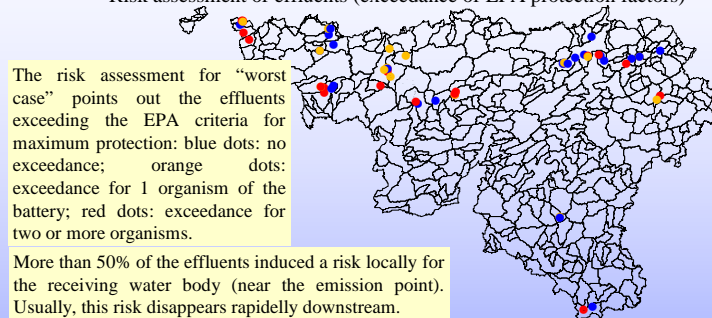 Risk assessment of effluents (exceedance of EPA protection factors)
The risk assessment for “worst
case” points out the effluents
exceeding the EPA criteria for
maximum protection: blue dots: no
exceedance; orange dots:
exceedance for 1 organism of the
battery; red dots: exceedance for
two or more organisms.
More than 50% of the effluents induced a risk locally for
the receiving water body (near the emission point).
Usually, this risk disappears rapidelly downstream.